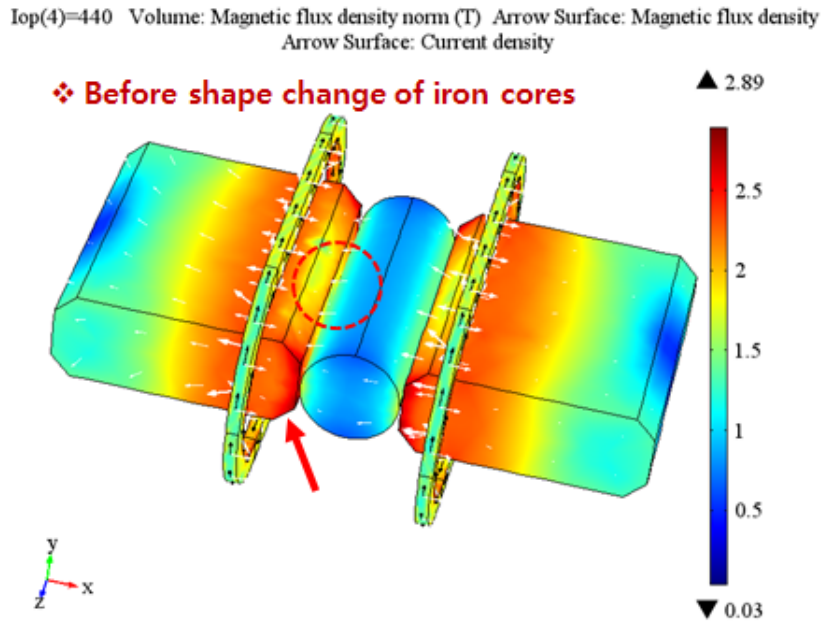 Iop(4)=440 Volume: Magnetic flux density norm (T) Arrow Surface: Magnetic flux density
Arrow Surface: Current density
❖ Before shape change of iron cores
▲ 2.89
2.5
2
1.5
1
0.5
▼ 0.03
y
x
z